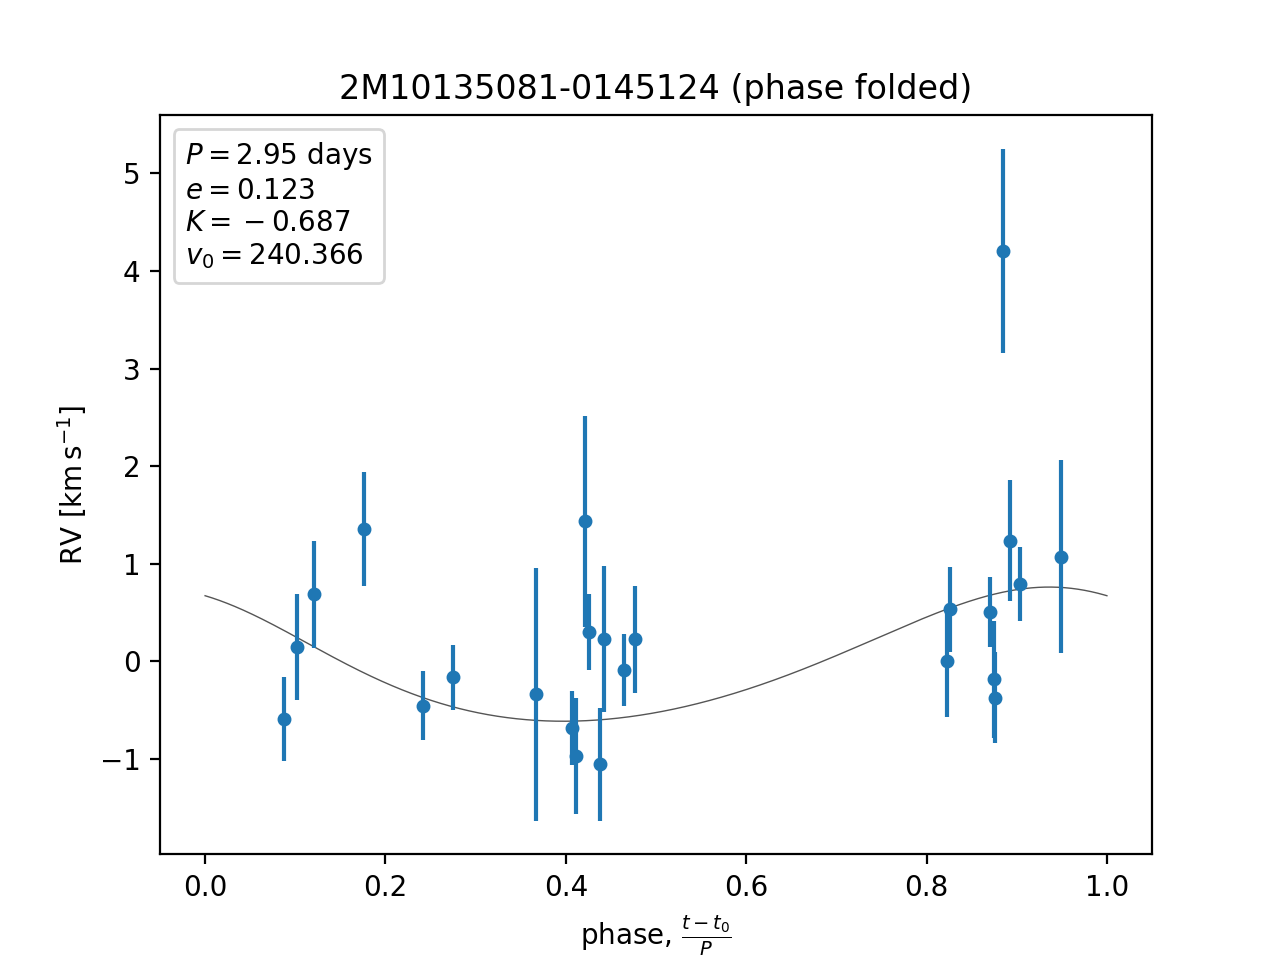 2M10135081-0145124 (phase folded)
P = 2.95 days
e = 0.123
K = −0.687
v₀ = 240.366
RV [km s⁻¹]
5
4
3
2
1
0
−1
0.0 0.2 0.4 0.6 0.8 1.0
phase, (t − t₀)/P